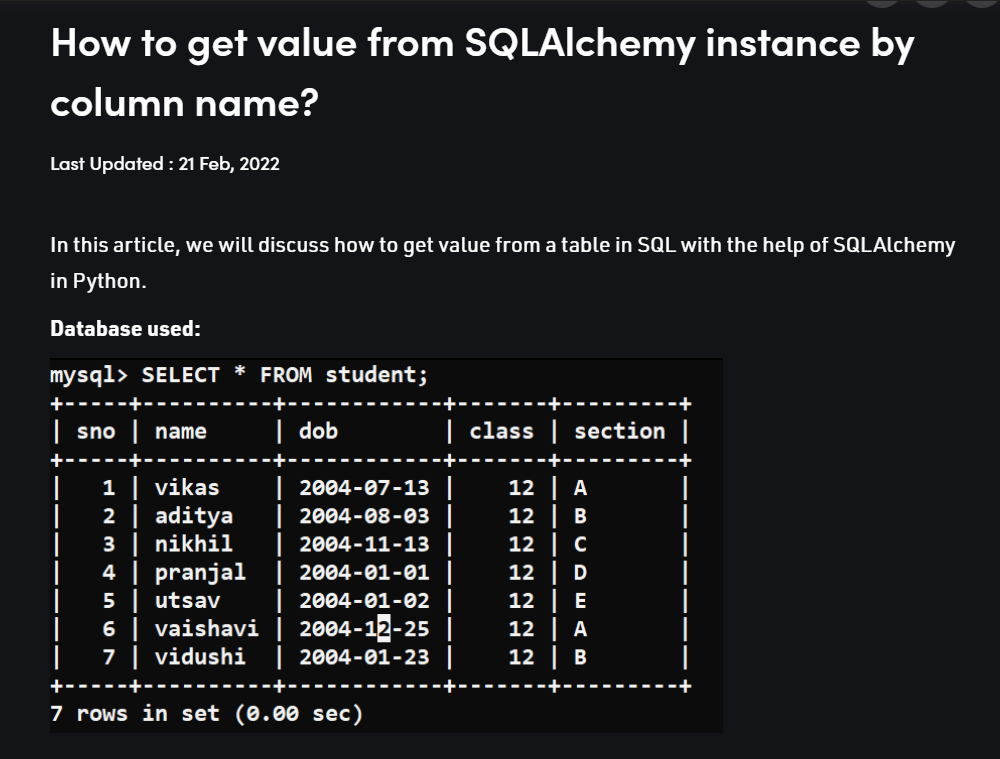 How to get value from SQLAlchemy instance by
column name?
Last Updated : 21 Feb, 2022
In this article, we will discuss how to get value from a table in SQL with the help of SQLAlchemy
in Python.
Database used:
mysql> SELECT * FROM student;
+-----+----------+------------+-------+---------+
| sno | name     | dob        | class | section |
+-----+----------+------------+-------+---------+
|   1 | vikas    | 2004-07-13 |    12 | A       |
|   2 | aditya   | 2004-08-03 |    12 | B       |
|   3 | nikhil   | 2004-11-13 |    12 | C       |
|   4 | pranjal  | 2004-01-01 |    12 | D       |
|   5 | utsav    | 2004-01-02 |    12 | E       |
|   6 | vaishavi | 2004-12-25 |    12 | A       |
|   7 | vidushi  | 2004-01-23 |    12 | B       |
+-----+----------+------------+-------+---------+
7 rows in set (0.00 sec)